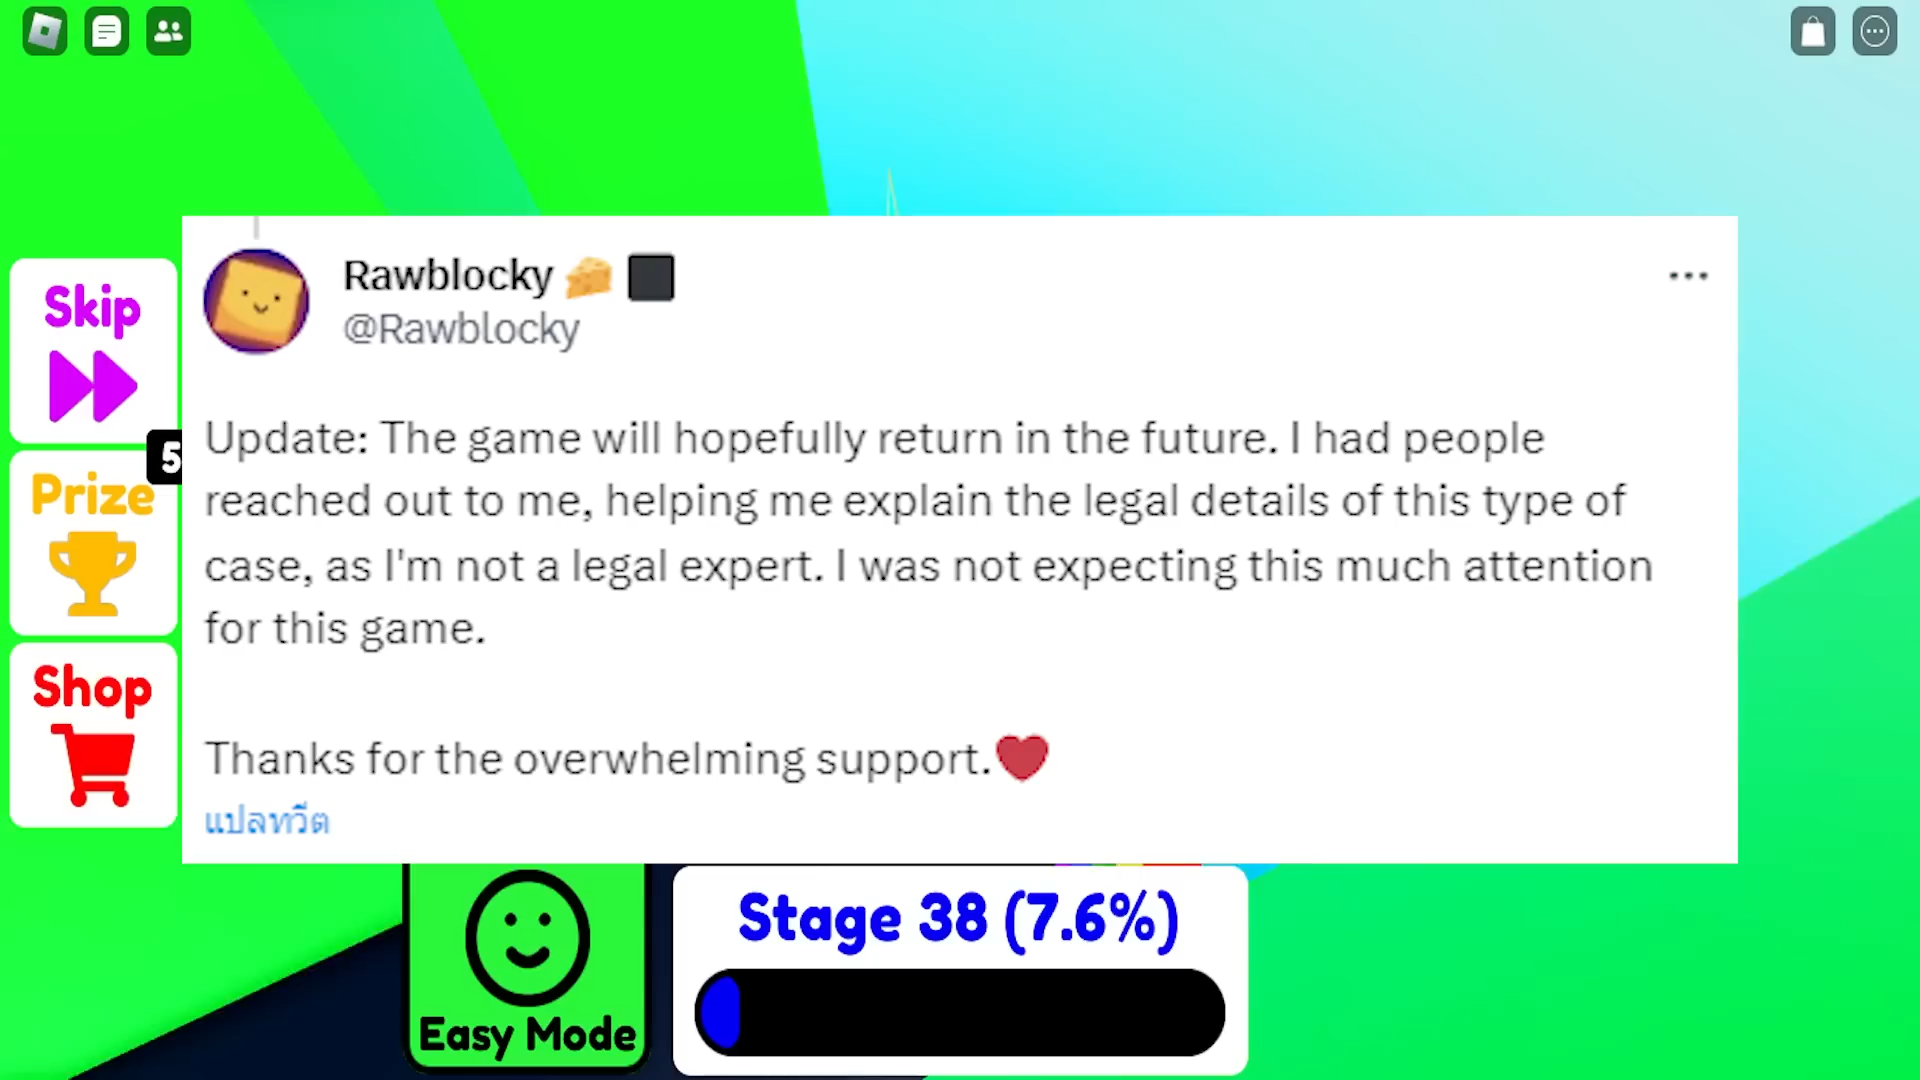 Rawblocky
@Rawblocky
Skip
5
Prize
Shop
Update: The game will hopefully return in the future. I had people
reached out to me, helping me explain the legal details of this type of
case, as I'm not a legal expert. I was not expecting this much attention
for this game.
Thanks for the overwhelming support.
แปลทวีต
Easy Mode
Stage 38 (7.6%)